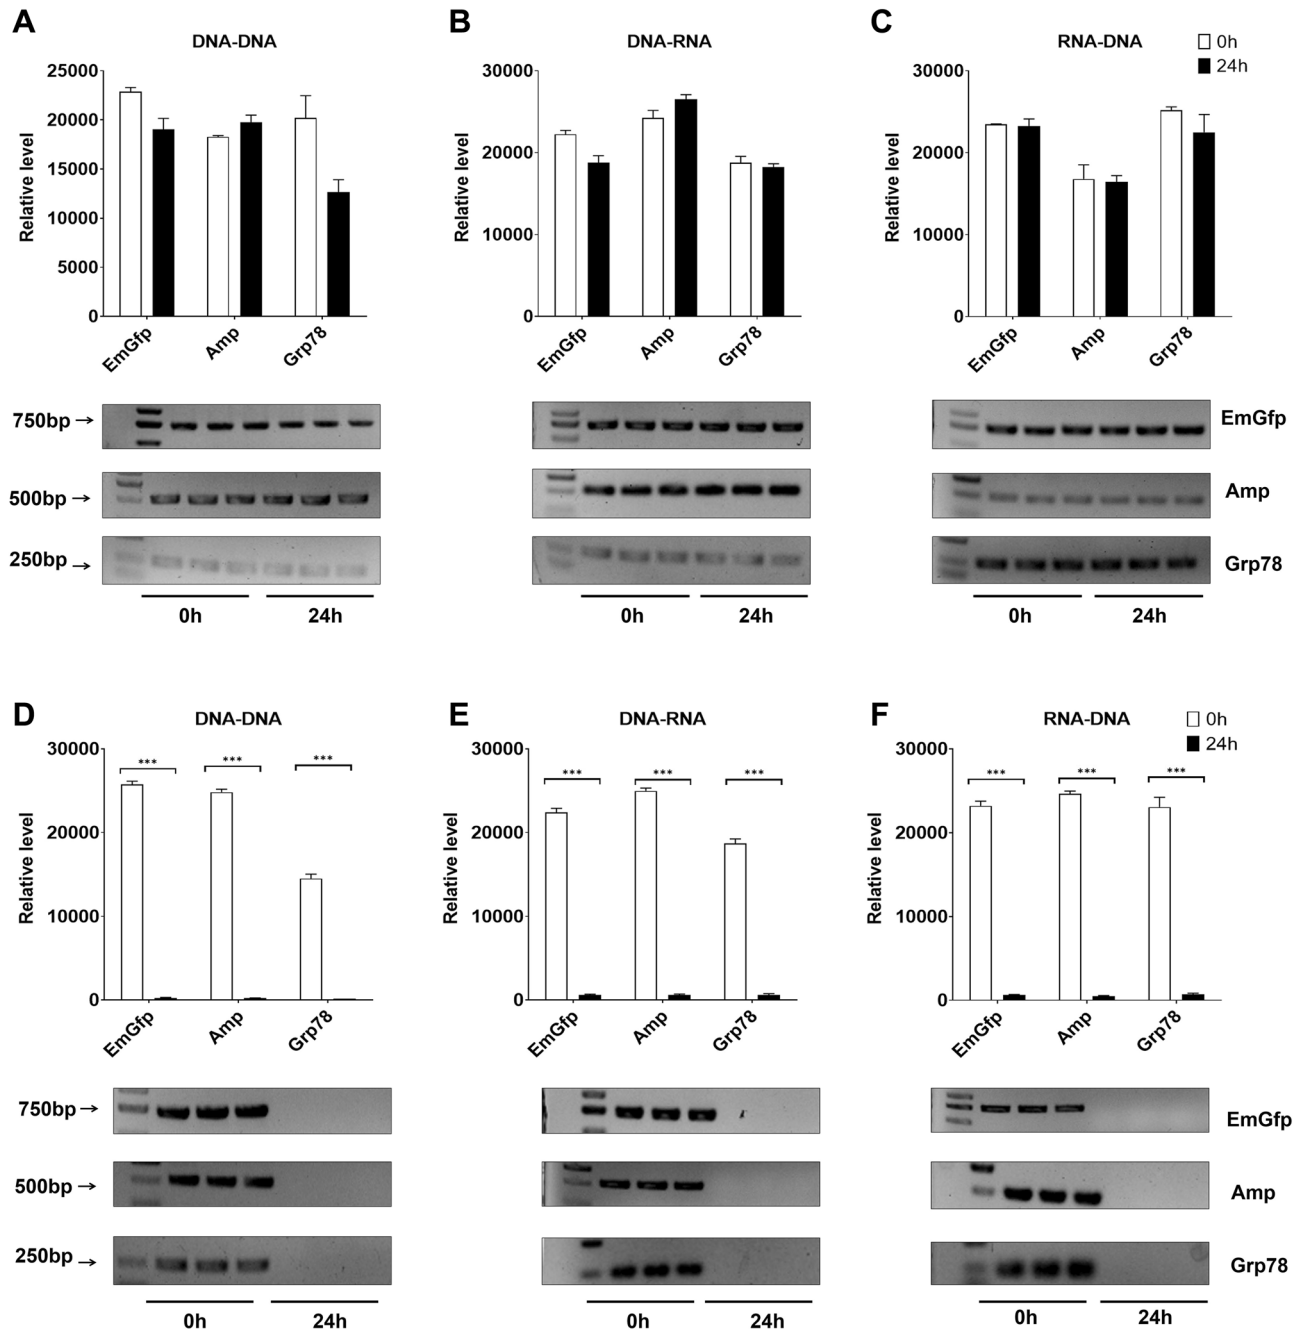 A
DNA-DNA
Relative level
25000
20000
15000
10000
5000
0
EmGfp
Amp
Grp78
B
DNA-RNA
Relative level
30000
20000
10000
0
EmGfp
Amp
Grp78
C
RNA-DNA
0h
24h
Relative level
30000
20000
10000
0
EmGfp
Amp
Grp78
750bp →
EmGfp
500bp →
Amp
250bp →
Grp78
0h
24h
0h
24h
0h
24h
D
DNA-DNA
Relative level
30000
20000
10000
0
***
***
***
EmGfp
Amp
Grp78
E
DNA-RNA
Relative level
30000
20000
10000
0
***
***
***
EmGfp
Amp
Grp78
F
RNA-DNA
0h
24h
Relative level
30000
20000
10000
0
***
***
***
EmGfp
Amp
Grp78
750bp →
EmGfp
500bp →
Amp
250bp →
Grp78
0h
24h
0h
24h
0h
24h